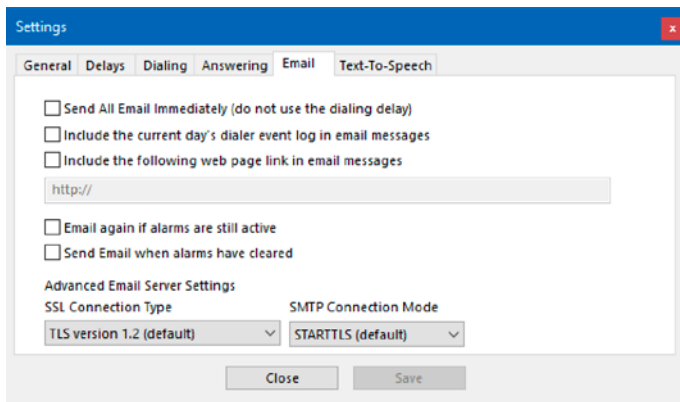 Settings
x
General Delays Dialing Answering Email Text-To-Speech
Send All Email Immediately (do not use the dialing delay)
Include the current day's dialer event log in email messages
Include the following web page link in email messages
http://
Email again if alarms are still active
Send Email when alarms have cleared
Advanced Email Server Settings
SSL Connection Type SMTP Connection Mode
TLS version 1.2 (default) STARTTLS (default)
Close Save